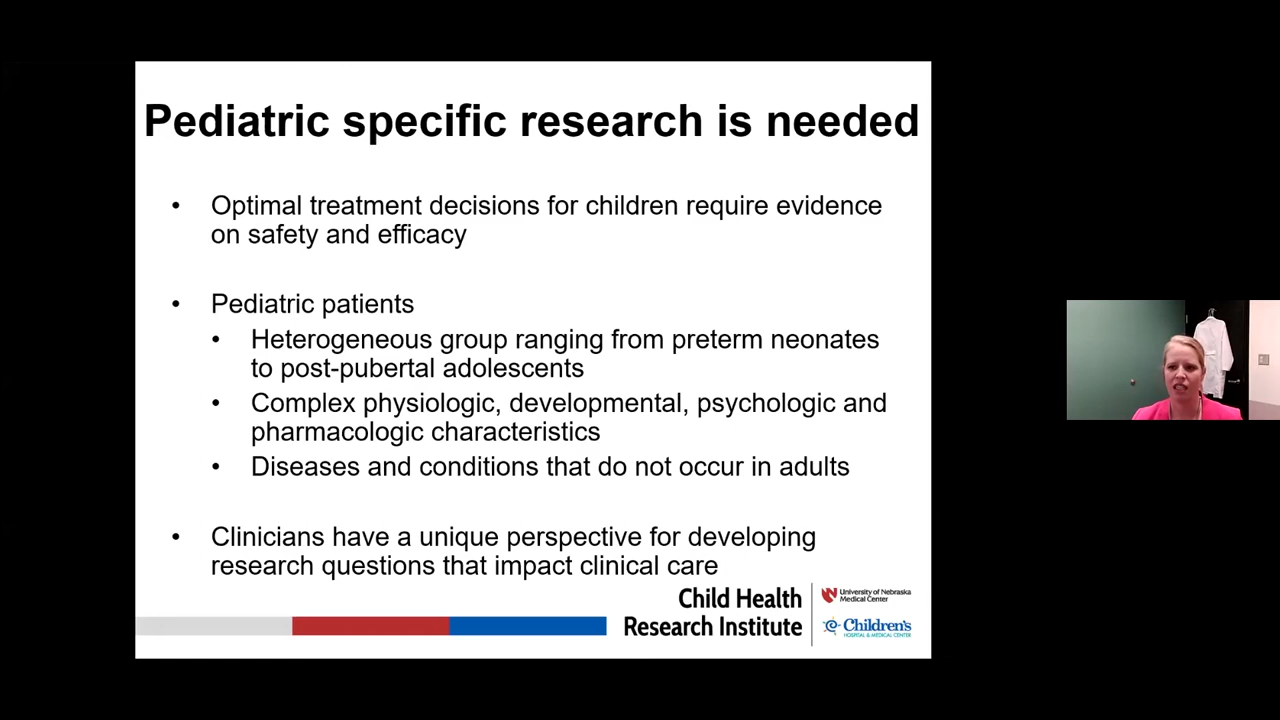 Pediatric specific research is needed
• Optimal treatment decisions for children require evidence
on safety and efficacy
• Pediatric patients
• Heterogeneous group ranging from preterm neonates
to post-pubertal adolescents
• Complex physiologic, developmental, psychologic and
pharmacologic characteristics
• Diseases and conditions that do not occur in adults
• Clinicians have a unique perspective for developing
research questions that impact clinical care
Child Health
Research Institute
University of Nebraska
Medical Center
Children's
HOSPITAL & MEDICAL CENTER